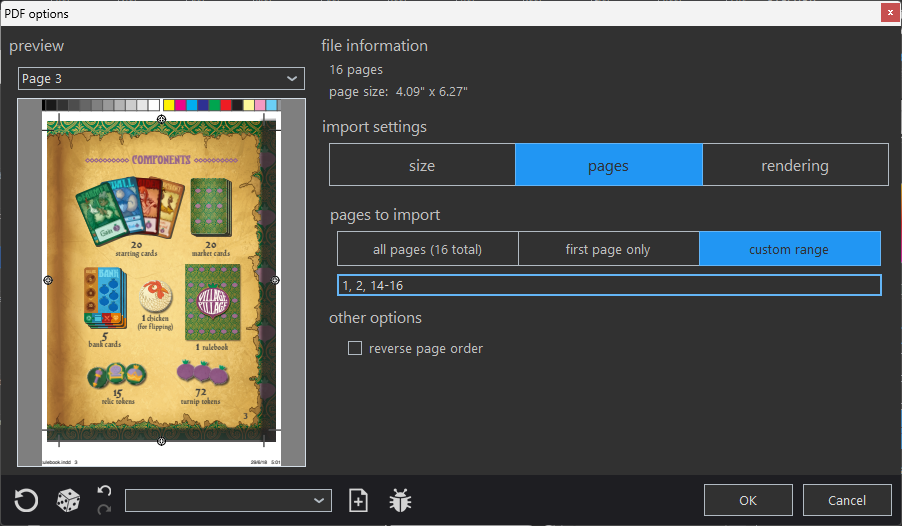 PDF options
x
preview
Page 3
COMPONENTS
20
starting cards
20
market cards
BANK
5
bank cards
1 chicken
(for flipping)
VILLAGE
PILLAGE
1 rulebook
15
relic tokens
72
turnip tokens
3
rulebook.indd 3
file information
16 pages
page size: 4.09" x 6.27"
import settings
size
pages
rendering
pages to import
all pages (16 total)
first page only
custom range
1, 2, 14-16
other options
reverse page order
OK
Cancel